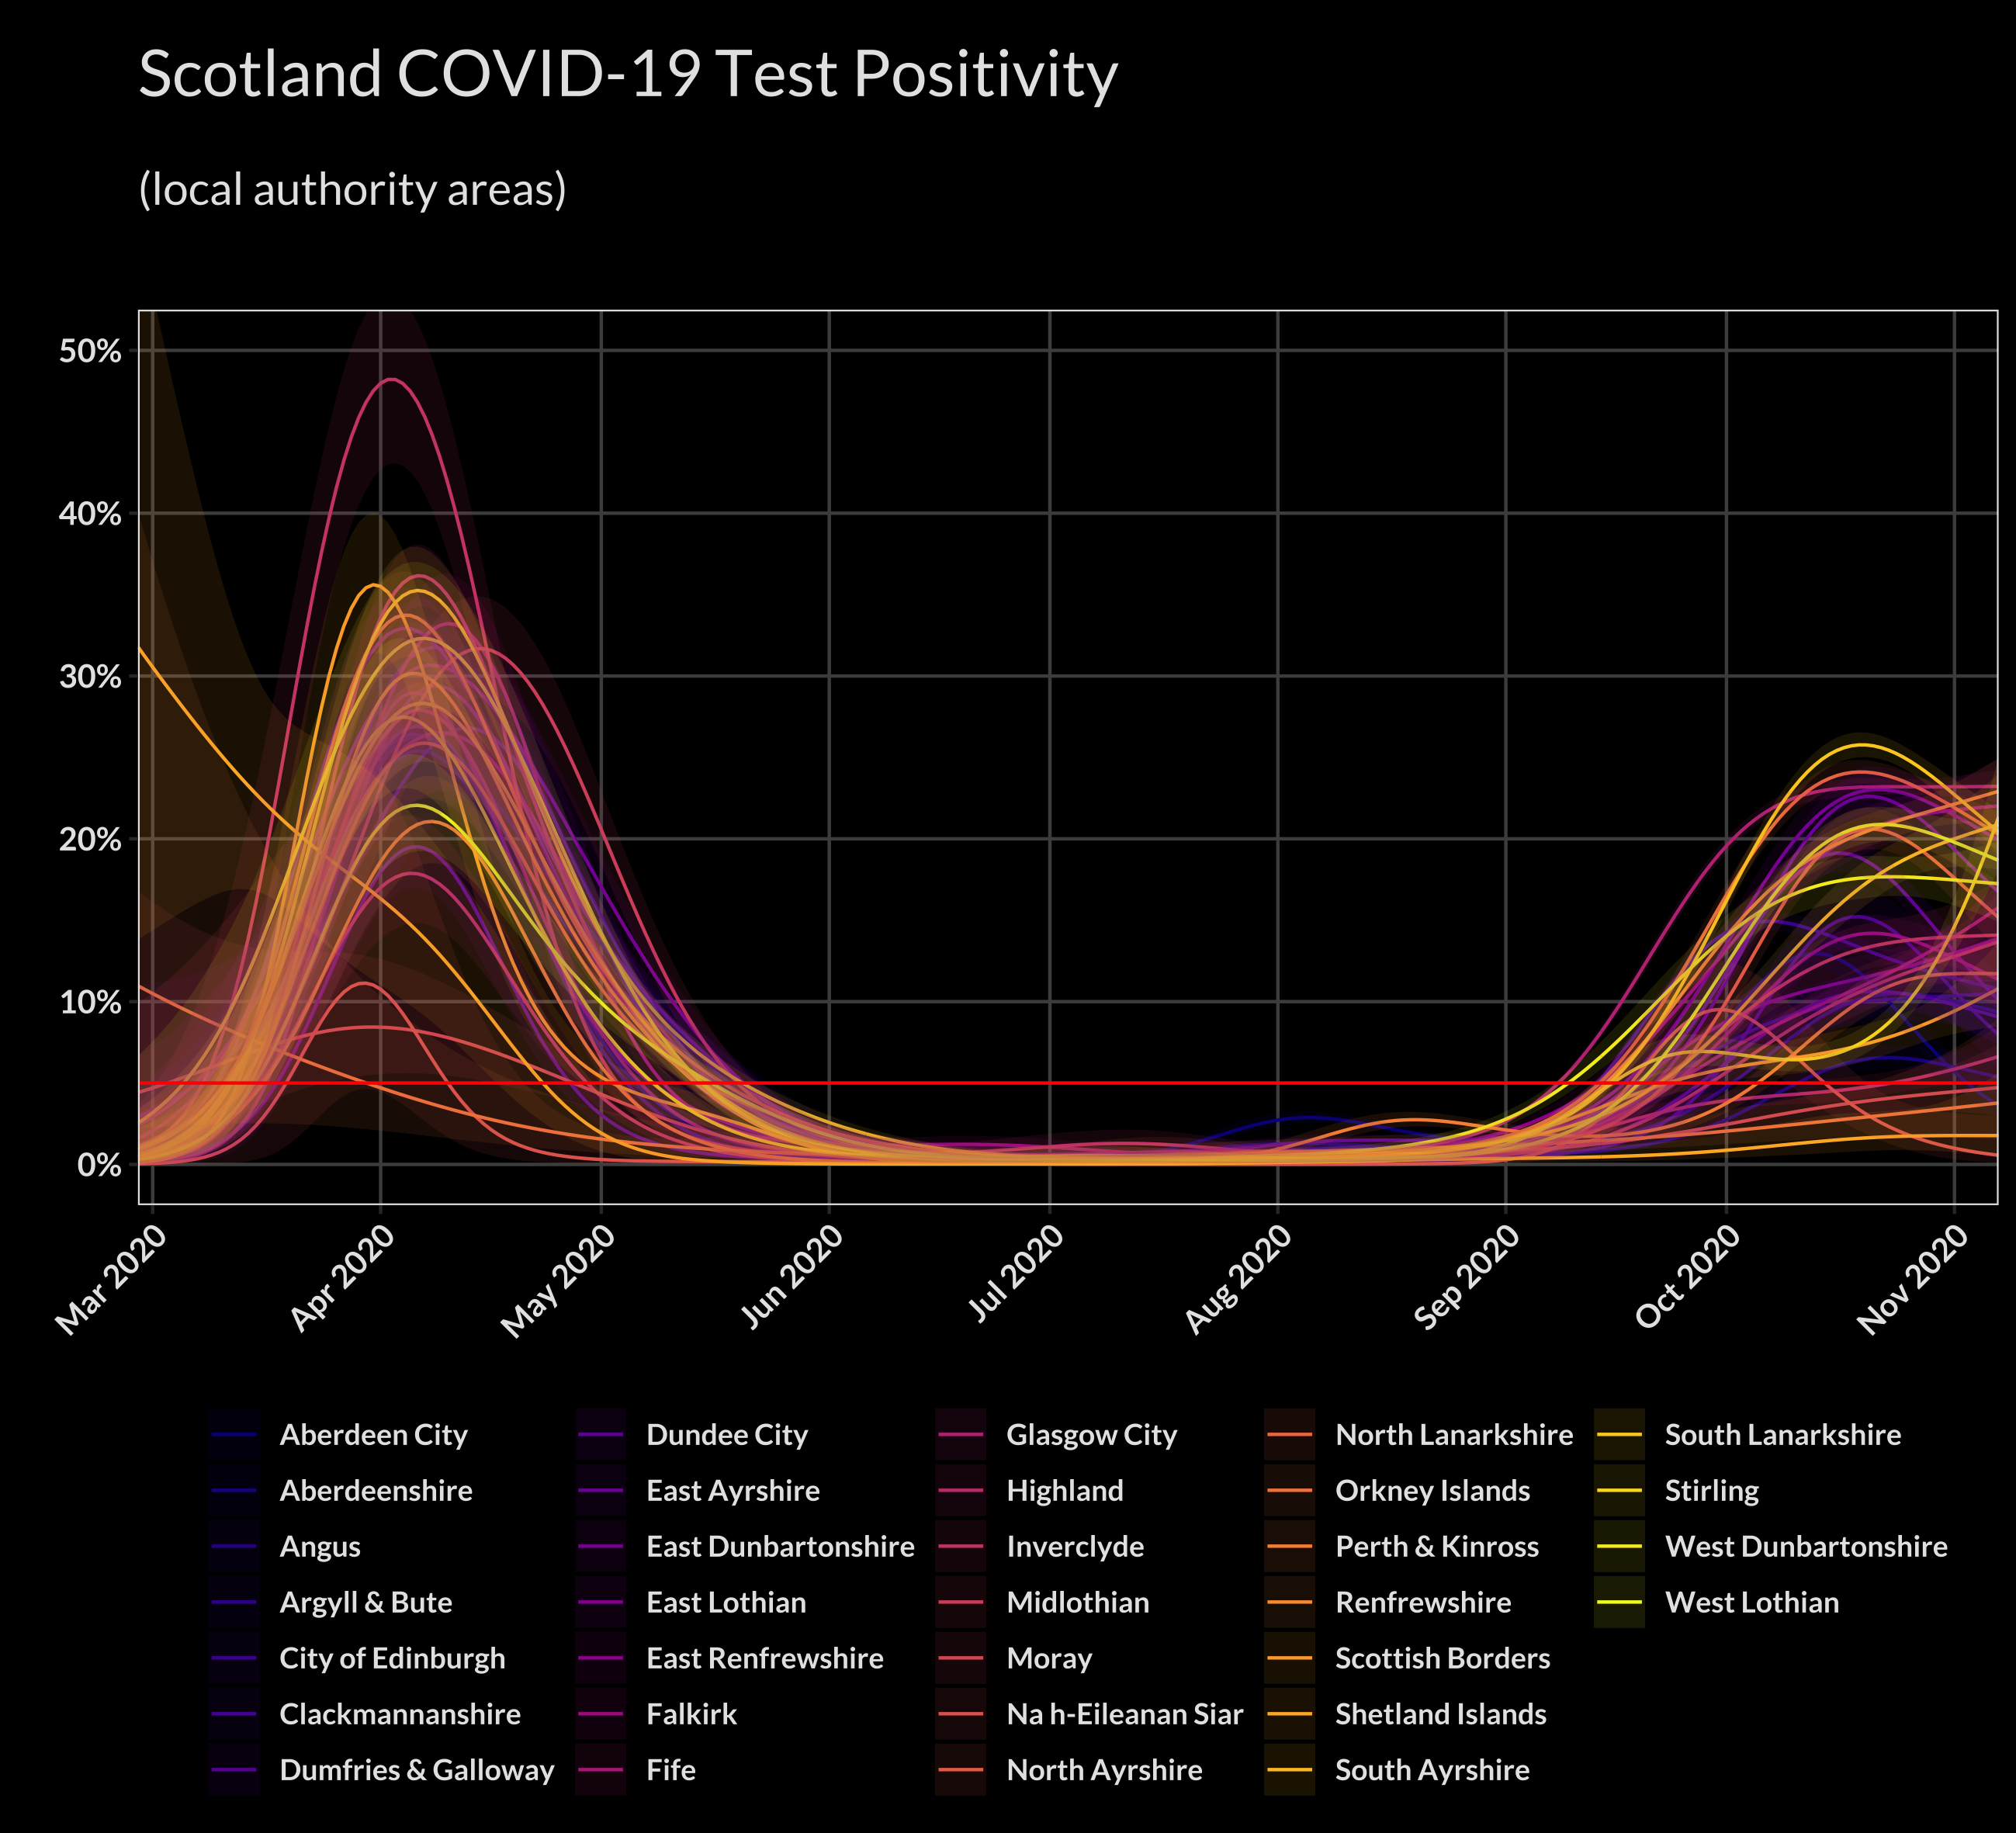 Scotland COVID-19 Test Positivity
(local authority areas)
50%
40%
30%
20%
10%
0%
Mar 2020
Apr 2020
May 2020
Jun 2020
Jul 2020
Aug 2020
Sep 2020
Oct 2020
Nov 2020
Aberdeen City
Aberdeenshire
Angus
Argyll & Bute
City of Edinburgh
Clackmannanshire
Dumfries & Galloway
Dundee City
East Ayrshire
East Dunbartonshire
East Lothian
East Renfrewshire
Falkirk
Fife
Glasgow City
Highland
Inverclyde
Midlothian
Moray
Na h-Eileanan Siar
North Ayrshire
North Lanarkshire
Orkney Islands
Perth & Kinross
Renfrewshire
Scottish Borders
Shetland Islands
South Ayrshire
South Lanarkshire
Stirling
West Dunbartonshire
West Lothian